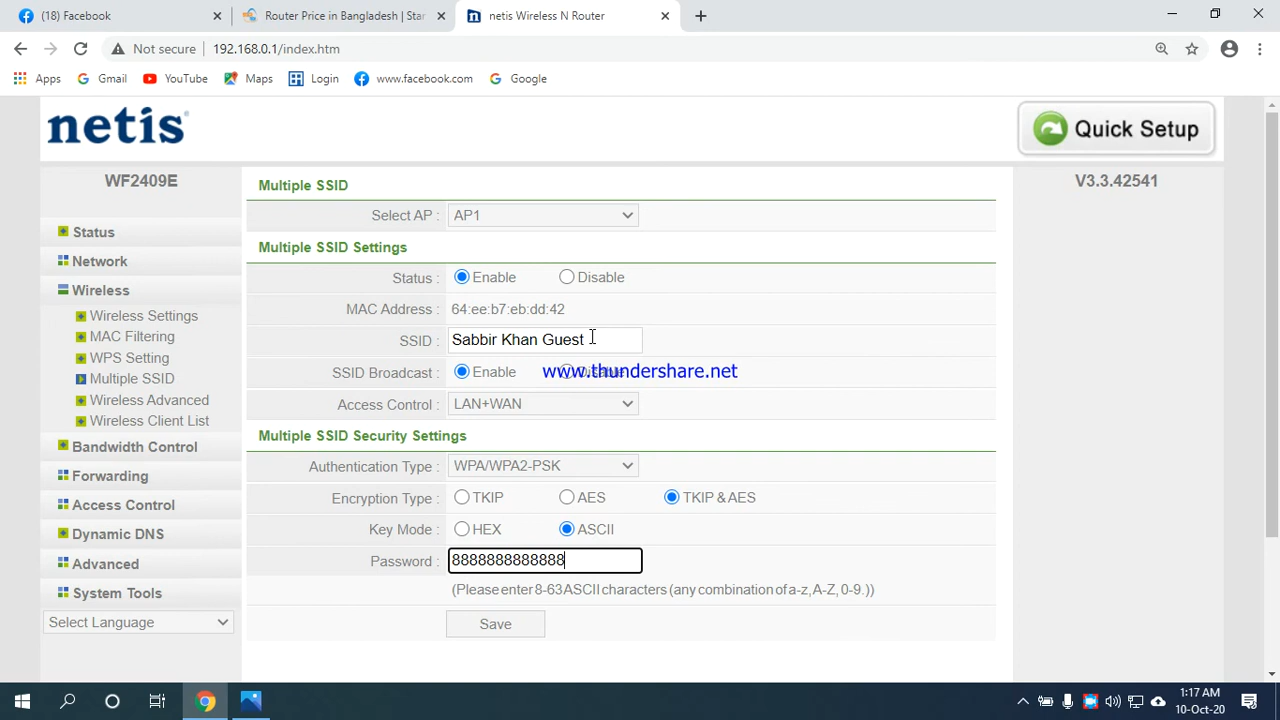 (18) Facebook
Router Price in Bangladesh | Star
netis Wireless N Router
Not secure
192.168.0.1/index.htm
Apps
Gmail
YouTube
Maps
Login
www.facebook.com
Google
netis
Quick Setup
WF2409E
V3.3.42541
Status
Network
Wireless
Wireless Settings
MAC Filtering
WPS Setting
Multiple SSID
Wireless Advanced
Wireless Client List
Bandwidth Control
Forwarding
Access Control
Dynamic DNS
Advanced
System Tools
Select Language
Multiple SSID
Select AP : AP1
Multiple SSID Settings
Status : Enable Disable
MAC Address : 64:ee:b7:eb:dd:42
SSID : Sabbir Khan Guest
SSID Broadcast : Enable
www.thundershare.net
Access Control : LAN+WAN
Multiple SSID Security Settings
Authentication Type : WPA/WPA2-PSK
Encryption Type : TKIP AES TKIP & AES
Key Mode : HEX ASCII
Password : 8888888888888
(Please enter 8-63 ASCII characters (any combination of a-z, A-Z, 0-9.))
Save
1:17 AM
10-Oct-20